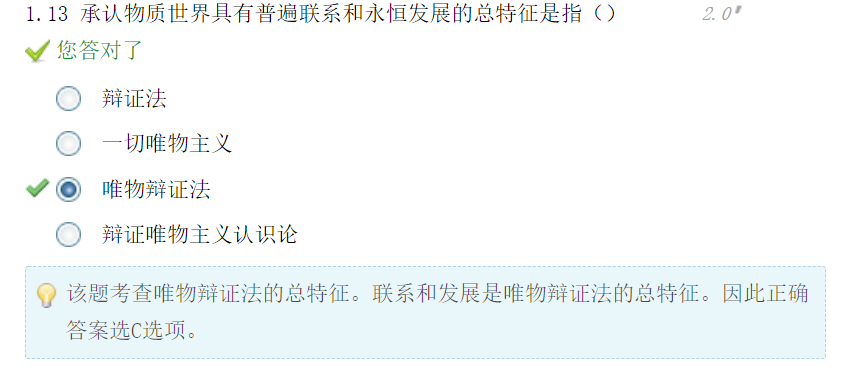 1.13 承认物质世界具有普遍联系和永恒发展的总特征是指（） 2.0
您答对了
辩证法
一切唯物主义
唯物辩证法
辩证唯物主义认识论
该题考查唯物辩证法的总特征。联系和发展是唯物辩证法的总特征。因此正确
答案选C选项。